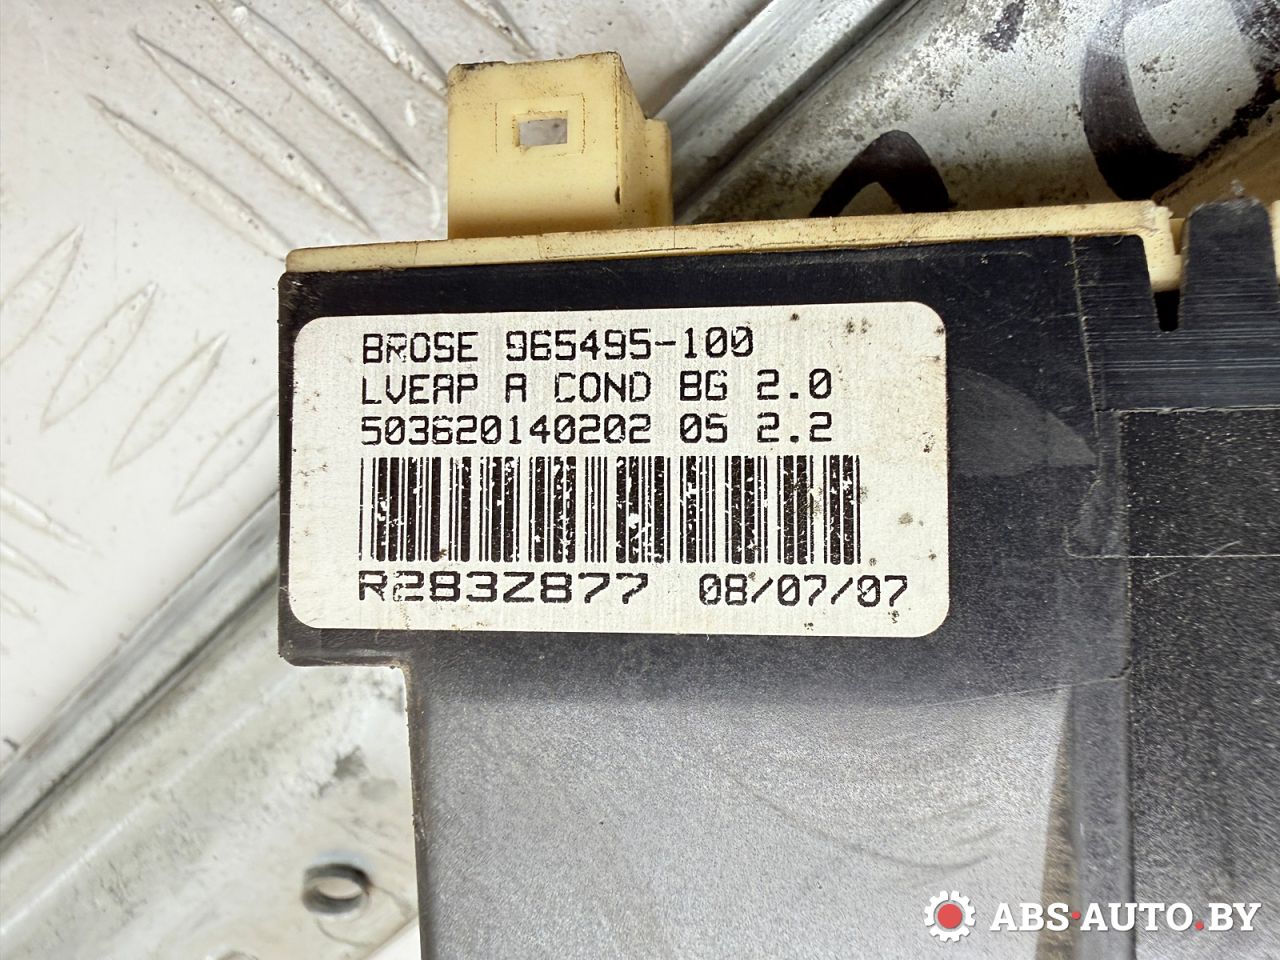 BROSE 965495-100
LVEAP A COND BG 2.0
503620140202 05 2.2
R283Z877 08/07/07
ABS-AUTO.BY